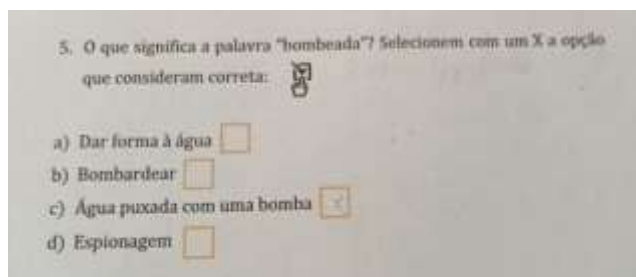 5. O que significa a palavra "bombeada"? Selecionem com um X a opção
que consideram correta:
a) Dar forma à água
b) Bombardear
c) Água puxada com uma bomba X
d) Espionagem